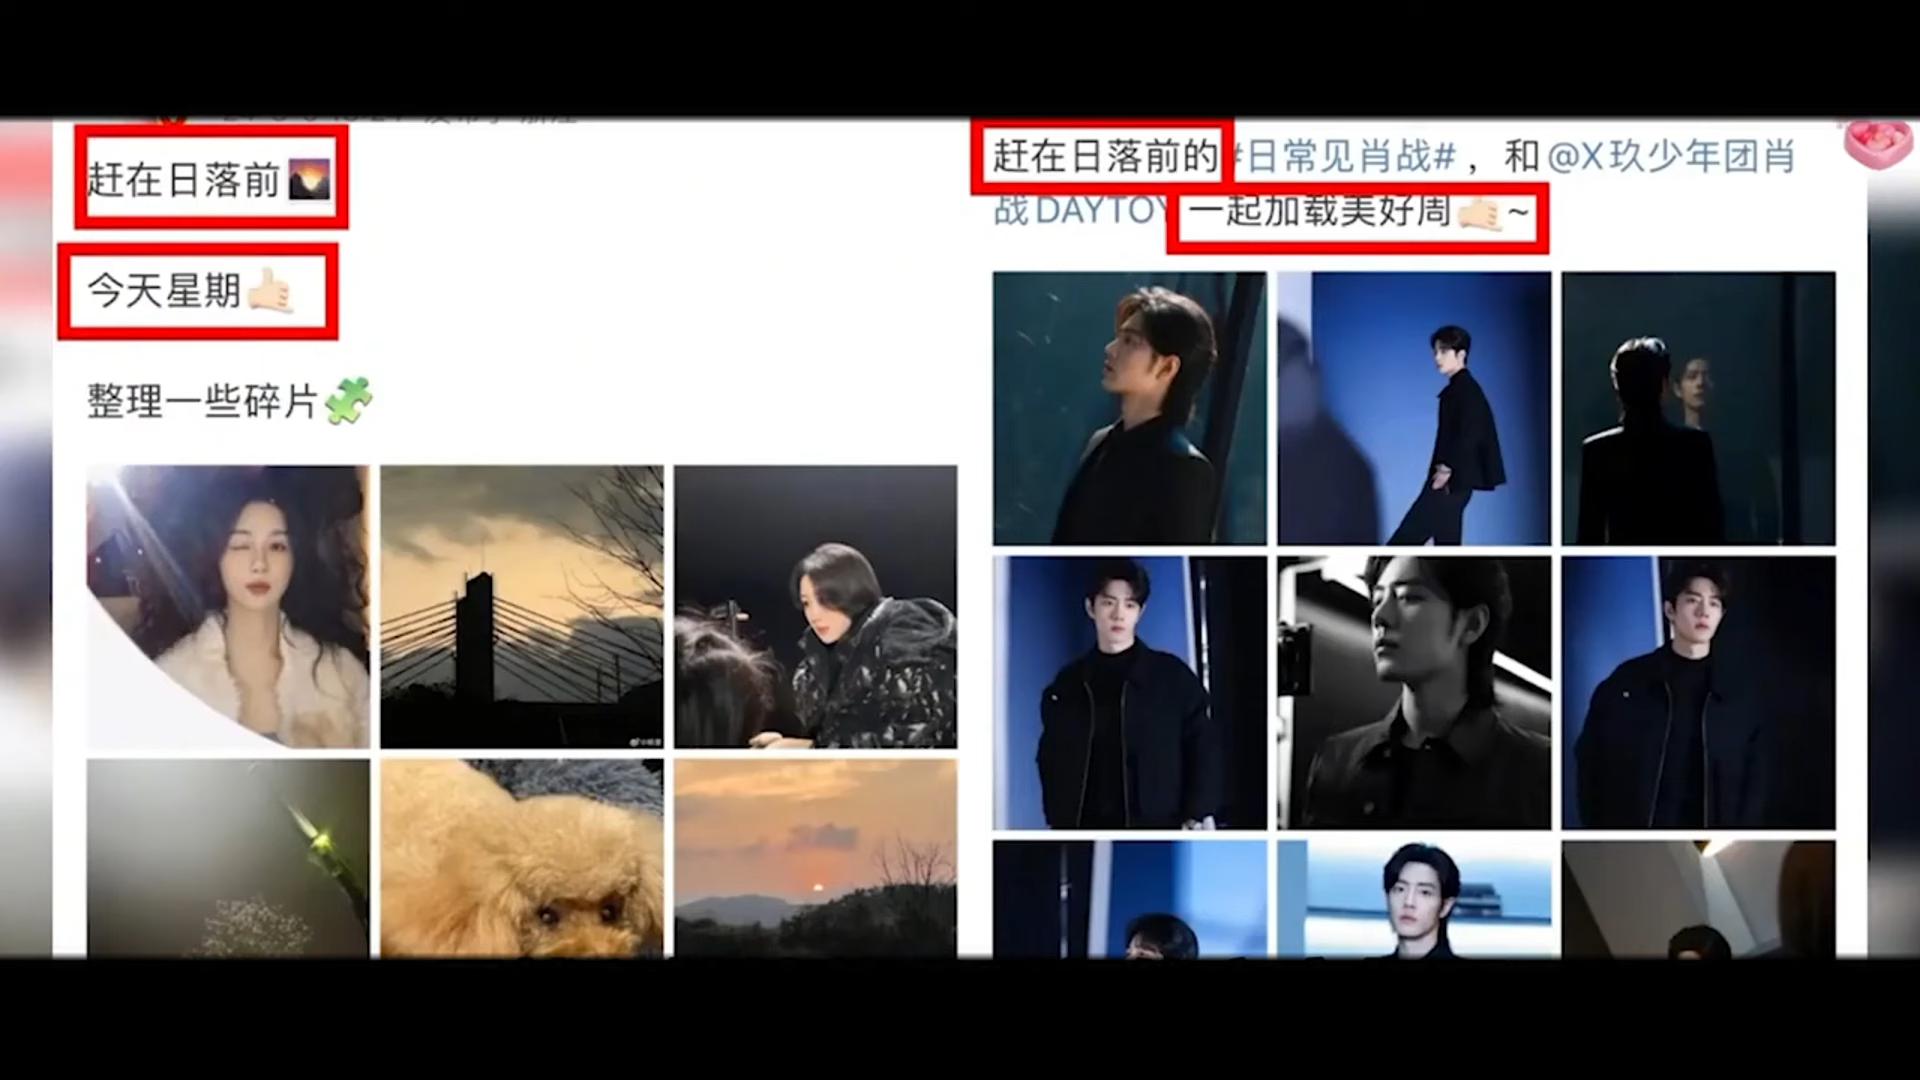 赶在日落前🌇
今天星期🤙🏻
整理一些碎片🧩
赶在日落前的 #日常见肖战#，和@X玖少年团肖
战DAYTOY 一起加载美好周🤙🏻~